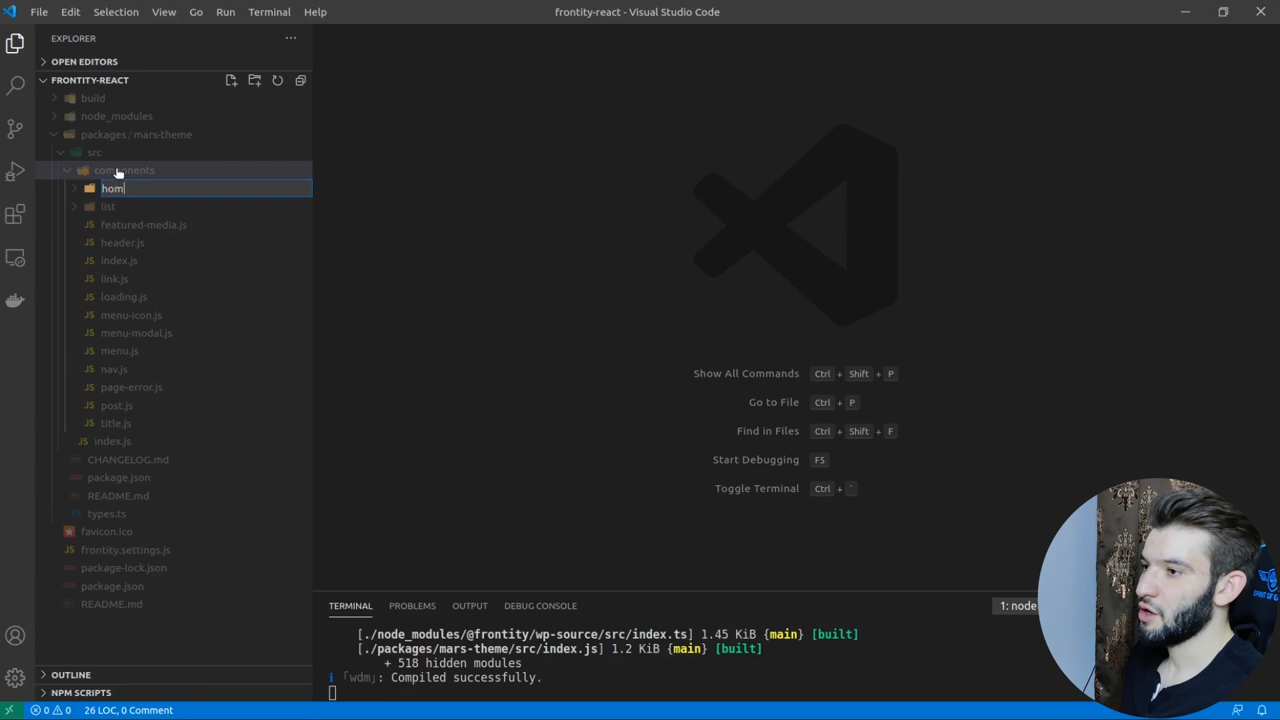 File Edit Selection View Go Run Terminal Help
frontity-react - Visual Studio Code
EXPLORER
OPEN EDITORS
FRONTITY-REACT
build
node_modules
packages / mars-theme
src
components
hom
list
featured-media.js
header.js
index.js
link.js
loading.js
menu-icon.js
menu-modal.js
menu.js
nav.js
page-error.js
post.js
title.js
index.js
CHANGELOG.md
package.json
README.md
types.ts
favicon.ico
frontity.settings.js
package-lock.json
package.json
README.md
OUTLINE
NPM SCRIPTS
Show All Commands Ctrl + Shift + P
Go to File Ctrl + P
Find in Files Ctrl + Shift + F
Start Debugging F5
Toggle Terminal Ctrl + `
TERMINAL PROBLEMS OUTPUT DEBUG CONSOLE
1: node
[./node_modules/@frontity/wp-source/src/index.ts] 1.45 KiB {main} [built]
[./packages/mars-theme/src/index.js] 1.2 KiB {main} [built]
+ 518 hidden modules
ℹ ｢wdm｣: Compiled successfully.
0 0 26 LOC, 0 Comment